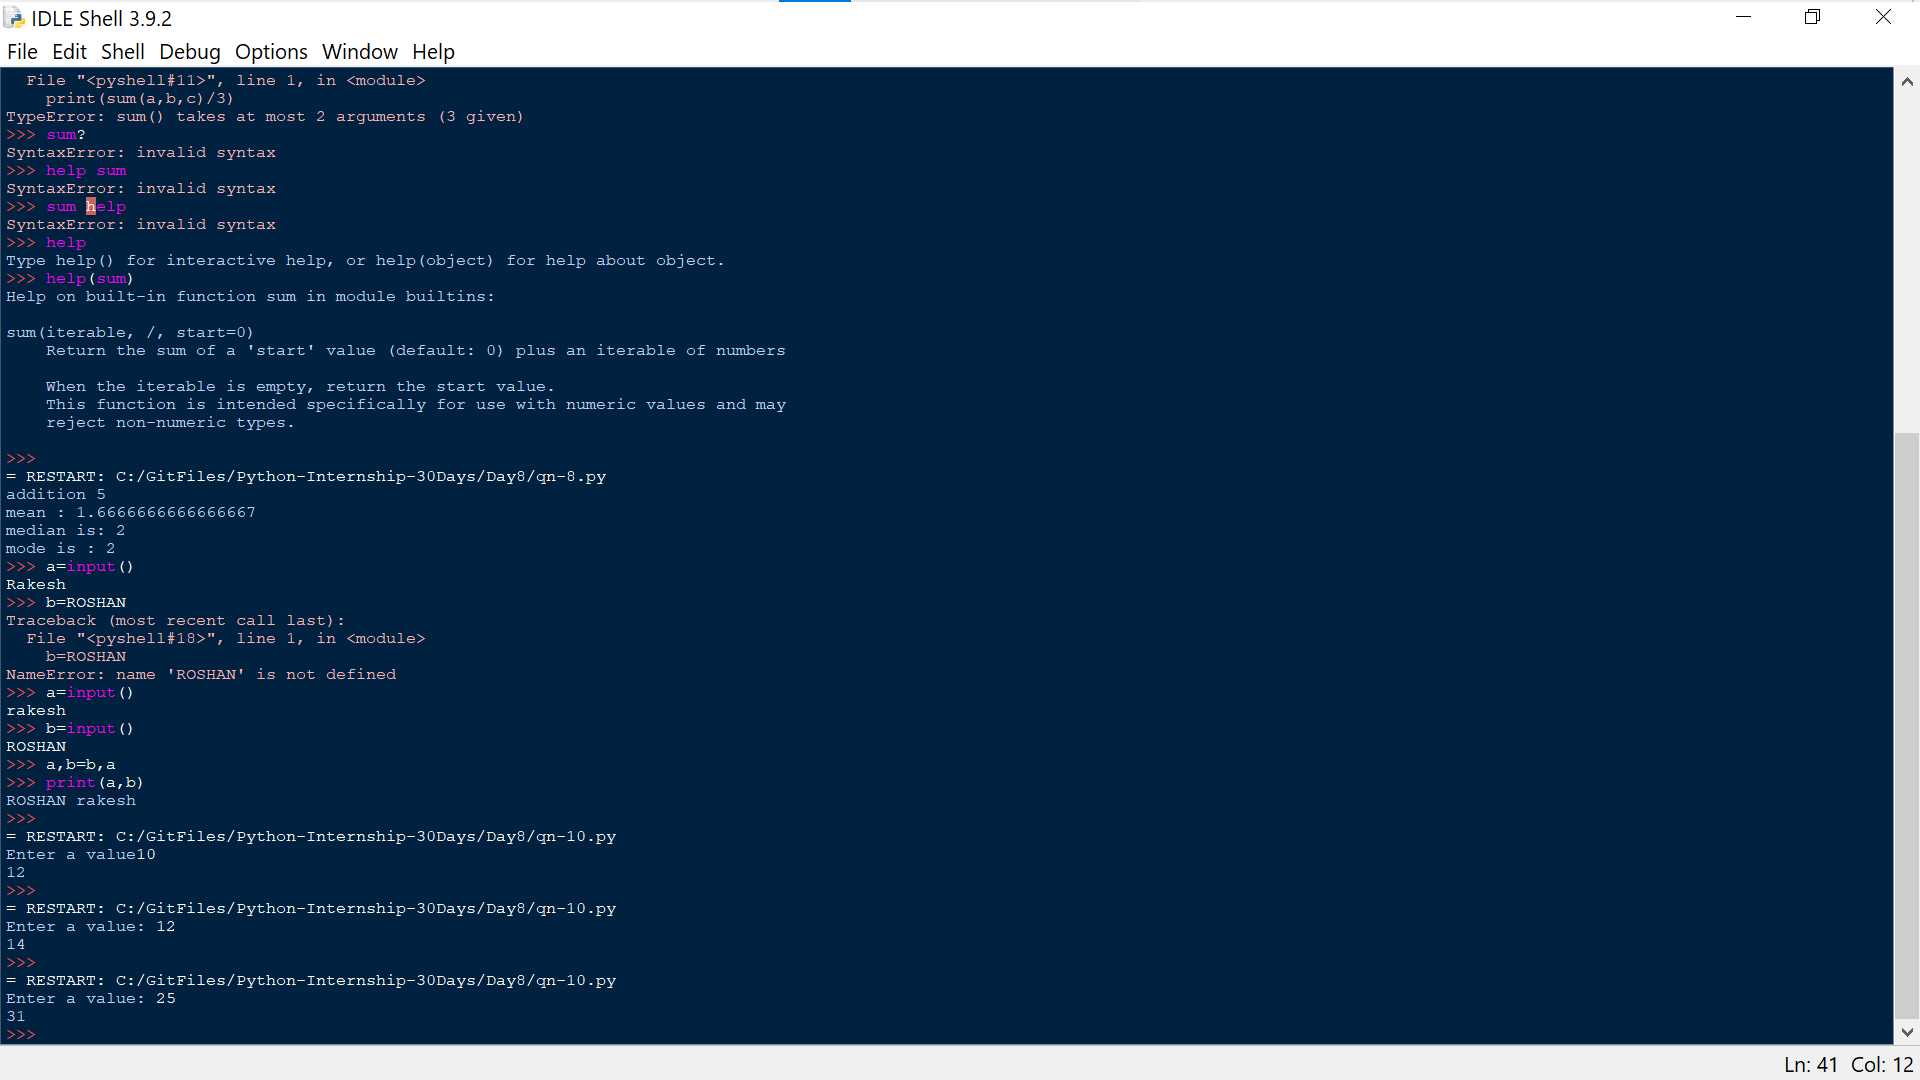 IDLE Shell 3.9.2
File Edit Shell Debug Options Window Help
  File "<pyshell#11>", line 1, in <module>
    print(sum(a,b,c)/3)
TypeError: sum() takes at most 2 arguments (3 given)
>>> sum?
SyntaxError: invalid syntax
>>> help sum
SyntaxError: invalid syntax
>>> sum help
SyntaxError: invalid syntax
>>> help
Type help() for interactive help, or help(object) for help about object.
>>> help(sum)
Help on built-in function sum in module builtins:

sum(iterable, /, start=0)
    Return the sum of a 'start' value (default: 0) plus an iterable of numbers

    When the iterable is empty, return the start value.
    This function is intended specifically for use with numeric values and may
    reject non-numeric types.

>>>
= RESTART: C:/GitFiles/Python-Internship-30Days/Day8/qn-8.py
addition 5
mean : 1.6666666666666667
median is: 2
mode is : 2
>>> a=input()
Rakesh
>>> b=ROSHAN
Traceback (most recent call last):
  File "<pyshell#18>", line 1, in <module>
    b=ROSHAN
NameError: name 'ROSHAN' is not defined
>>> a=input()
rakesh
>>> b=input()
ROSHAN
>>> a,b=b,a
>>> print(a,b)
ROSHAN rakesh
>>>
= RESTART: C:/GitFiles/Python-Internship-30Days/Day8/qn-10.py
Enter a value10
12
>>>
= RESTART: C:/GitFiles/Python-Internship-30Days/Day8/qn-10.py
Enter a value: 12
14
>>>
= RESTART: C:/GitFiles/Python-Internship-30Days/Day8/qn-10.py
Enter a value: 25
31
>>>
Ln: 41 Col: 12